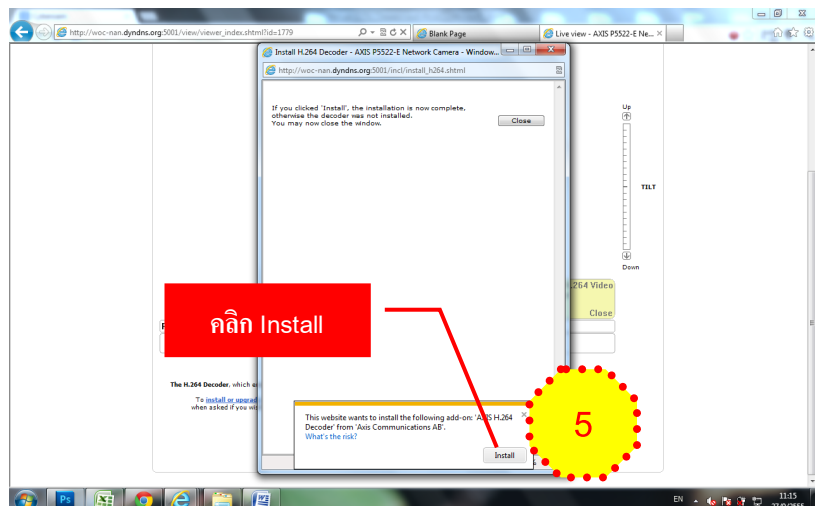 http://woc-nan.dyndns.org:5001/view/viewer_index.shtml?id=1779
Blank Page
Live view - AXIS P5522-E Ne...
Install H.264 Decoder - AXIS P5522-E Network Camera - Window...
http://woc-nan.dyndns.org:5001/incl/install_h264.shtml
If you clicked 'Install', the installation is now complete,
otherwise the decoder was not installed.
You may now close the window.
Close
Up
TILT
Down
.264 Video
Close
คลิก Install
The H.264 Decoder, which
To install or upgrad
when asked if you wi
This website wants to install the following add-on: 'AXIS H.264
Decoder' from 'Axis Communications AB'.
What's the risk?
Install
5
Ps
EN
11:15